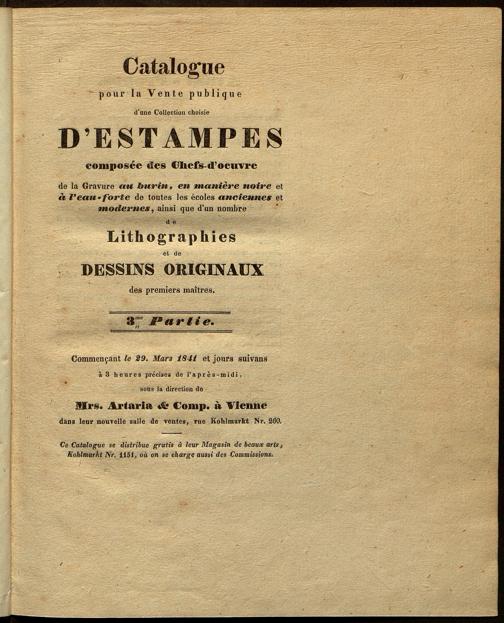 Catalogue
pour la Vente publique
d'une Collection choisie
D'ESTAMPES
composée des Chefs-d'oeuvre
de la Gravure au burin, en manière noire et
à l'eau-forte de toutes les écoles anciennes et
modernes, ainsi que d'un nombre
de
Lithographies
et de
DESSINS ORIGINAUX
des premiers maîtres.
3me Partie.
Commençant le 29. Mars 1841 et jours suivans
à 3 heures précises de l'après-midi,
sous la direction de
Mrs. Artaria & Comp. à Vienne
dans leur nouvelle salle de ventes, rue Kohlmarkt Nr. 260.
Ce Catalogue se distribue gratis à leur Magasin de beaux arts,
Kohlmarkt Nr. 1151, où on se charge aussi des Commissions.